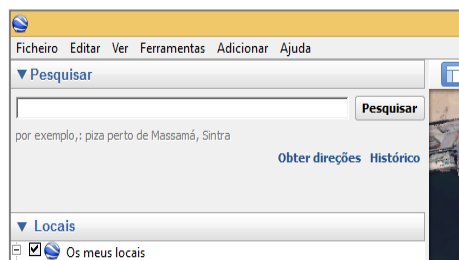 Ficheiro Editar Ver Ferramentas Adicionar Ajuda
Pesquisar
Pesquisar
por exemplo,: piza perto de Massamá, Sintra
Obter direções Histórico
Locais
Os meus locais